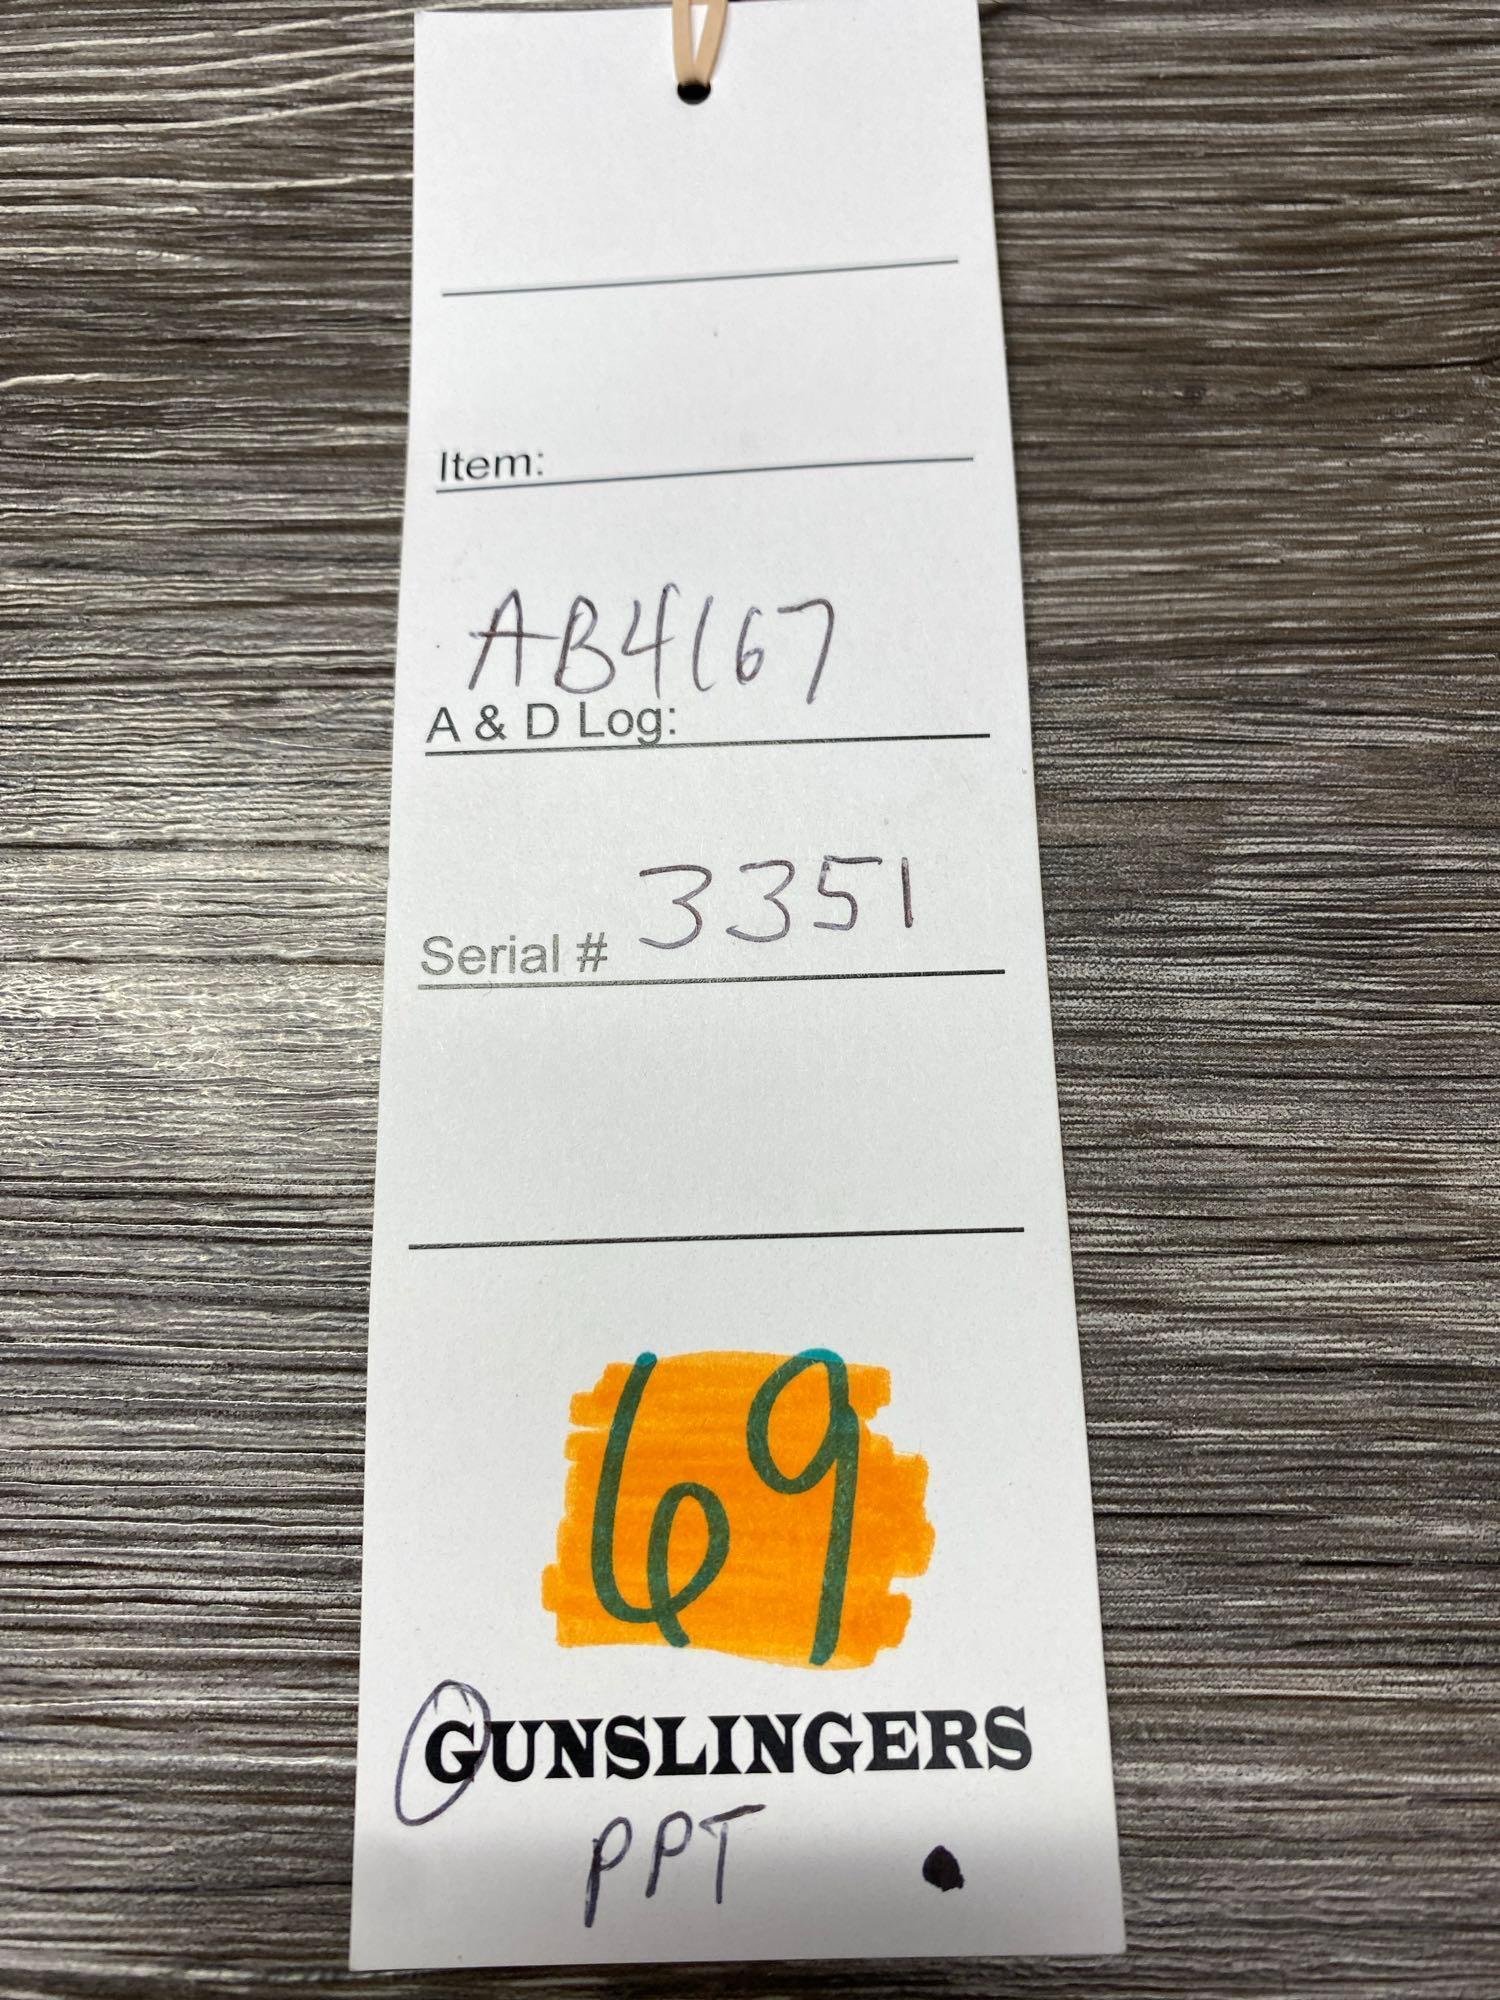 Item:
AB4167
A & D Log:
Serial # 3351
69
GUNSLINGERS
PPT